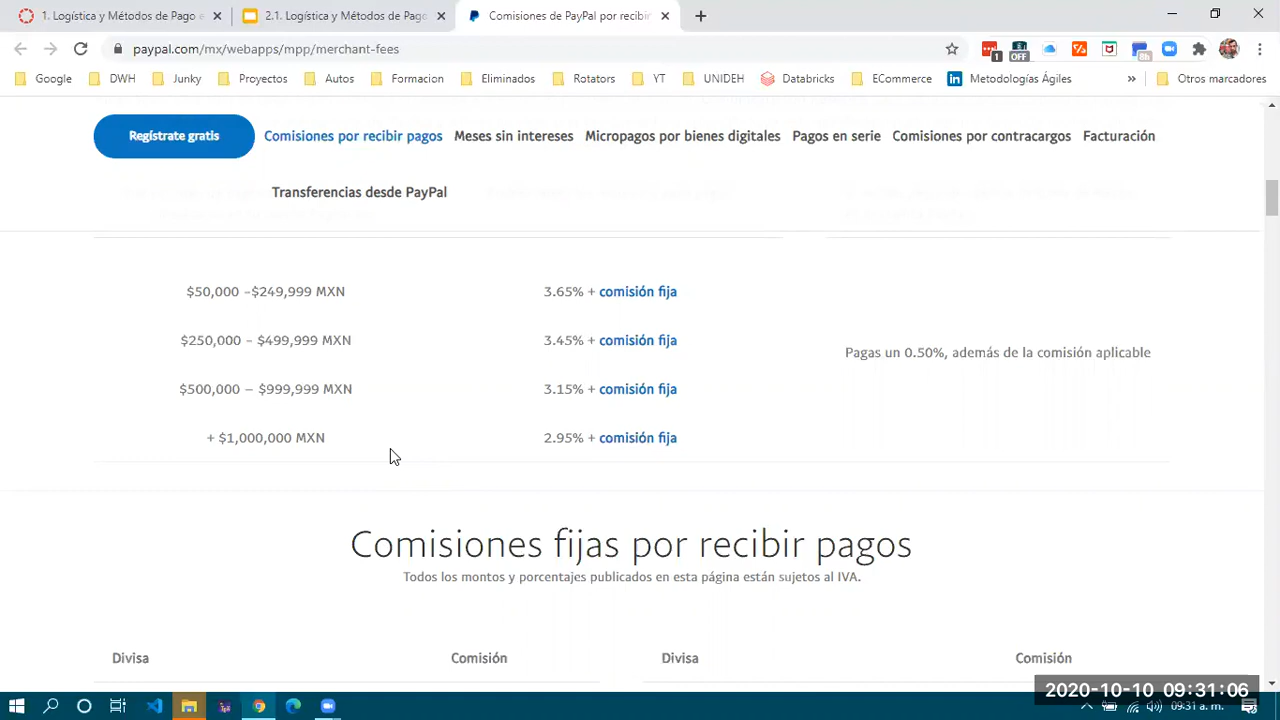 1. Logística y Métodos de Pago e
2.1. Logística y Métodos de Pago
Comisiones de PayPal por recibir
paypal.com/mx/webapps/mpp/merchant-fees
1
OFF
8h
Google
DWH
Junky
Proyectos
Autos
Formacion
Eliminados
Rotators
YT
UNIDEH
Databricks
ECommerce
in Metodologías Ágiles
»
Otros marcadores
Regístrate gratis
Comisiones por recibir pagos
Meses sin intereses
Micropagos por bienes digitales
Pagos en serie
Comisiones por contracargos
Facturación
Transferencias desde PayPal
$50,000 -$249,999 MXN
3.65% + comisión fija
$250,000 - $499,999 MXN
3.45% + comisión fija
Pagas un 0.50%, además de la comisión aplicable
$500,000 – $999,999 MXN
3.15% + comisión fija
+ $1,000,000 MXN
2.95% + comisión fija
Comisiones fijas por recibir pagos
Todos los montos y porcentajes publicados en esta página están sujetos al IVA.
Divisa
Comisión
Divisa
Comisión
2020-10-10 09:31:06
09:31 a. m.